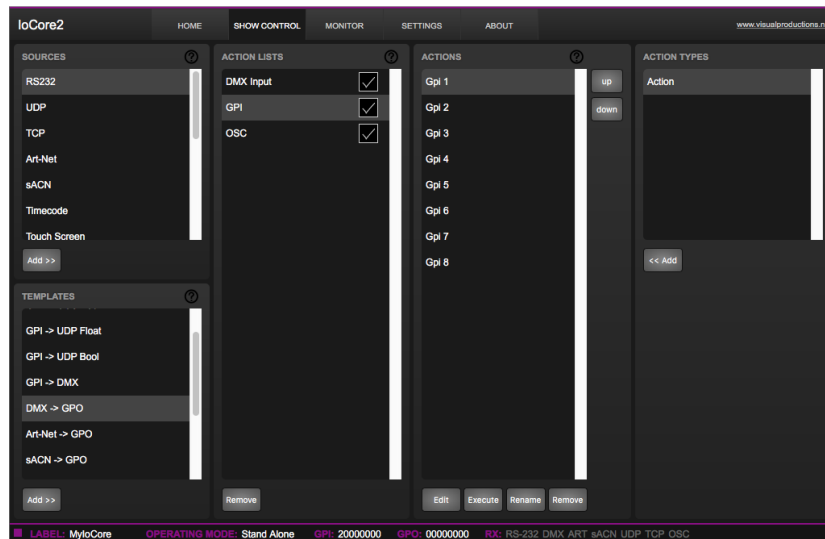 IoCore2
HOME
SHOW CONTROL
MONITOR
SETTINGS
ABOUT
www.visualproductions.n
SOURCES
RS232
UDP
TCP
Art-Net
sACN
Timecode
Touch Screen
Add >>
TEMPLATES
GPI -> UDP Float
GPI -> UDP Bool
GPI -> DMX
DMX -> GPO
Art-Net -> GPO
sACN -> GPO
Add >>
ACTION LISTS
DMX Input
GPI
OSC
Remove
ACTIONS
Gpi 1
Gpi 2
Gpi 3
Gpi 4
Gpi 5
Gpi 6
Gpi 7
Gpi 8
up
down
Edit Execute Rename Remove
ACTION TYPES
Action
<< Add
LABEL: MyIoCore OPERATING MODE: Stand Alone GPI: 20000000 GPO: 00000000 RX: RS-232 DMX ART sACN UDP TCP OSC